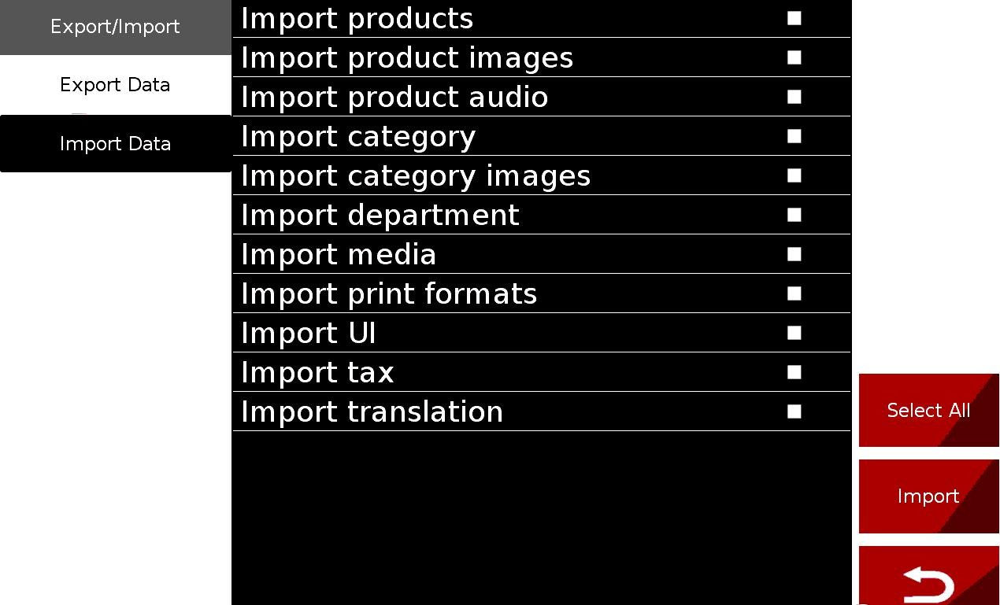 Export/Import
Export Data
Import Data
Import products
Import product images
Import product audio
Import category
Import category images
Import department
Import media
Import print formats
Import UI
Import tax
Import translation
Select All
Import